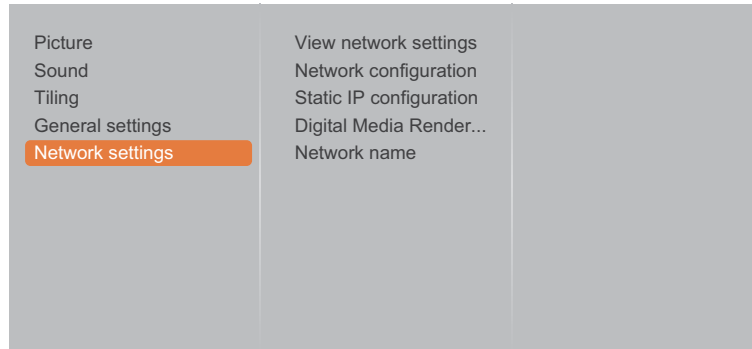 Picture
Sound
Tiling
General settings
Network settings
View network settings
Network configuration
Static IP configuration
Digital Media Render...
Network name